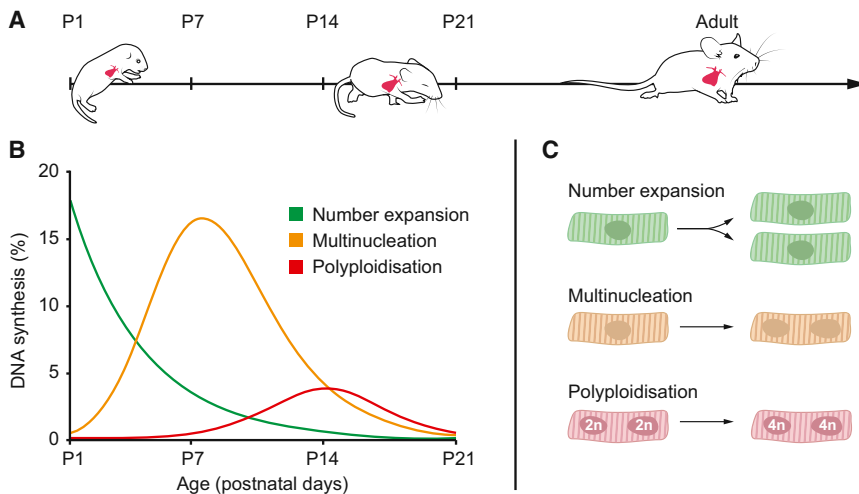 A
P1 P7 P14 P21 Adult
B
20
15
10
5
0
DNA synthesis (%)
Number expansion
Multinucleation
Polyploidisation
P1 P7 P14 P21
Age (postnatal days)
C
Number expansion
Multinucleation
Polyploidisation
2n 2n 4n 4n